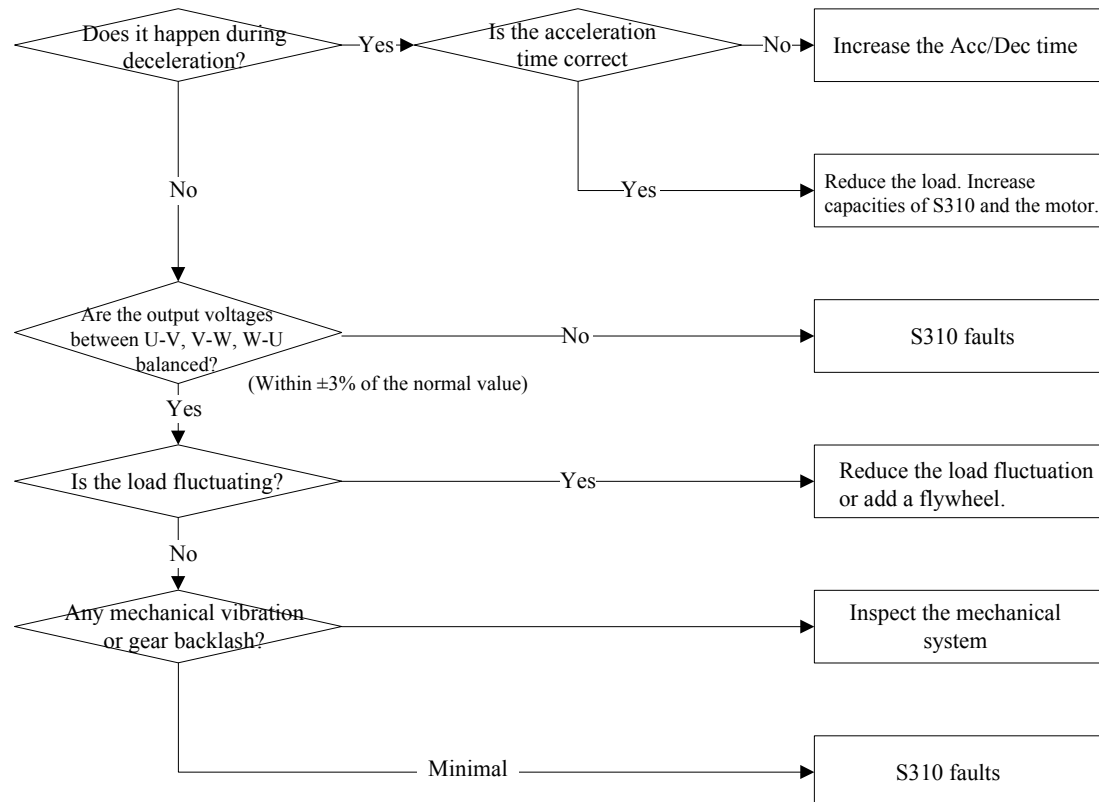 Does it happen during
deceleration?
Yes
Is the acceleration
time correct
No
Increase the Acc/Dec time
No
Yes
Reduce the load. Increase
capacities of S310 and the motor.
Are the output voltages
between U-V, V-W, W-U
balanced?
No
S310 faults
(Within ±3% of the normal value)
Yes
Is the load fluctuating?
Yes
Reduce the load fluctuation
or add a flywheel.
No
Any mechanical vibration
or gear backlash?
Inspect the mechanical
system
Minimal
S310 faults